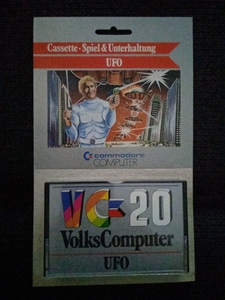 Cassette · Spiel & Unterhaltung
UFO
commodore
COMPUTER
VC 20
VolksComputer
UFO